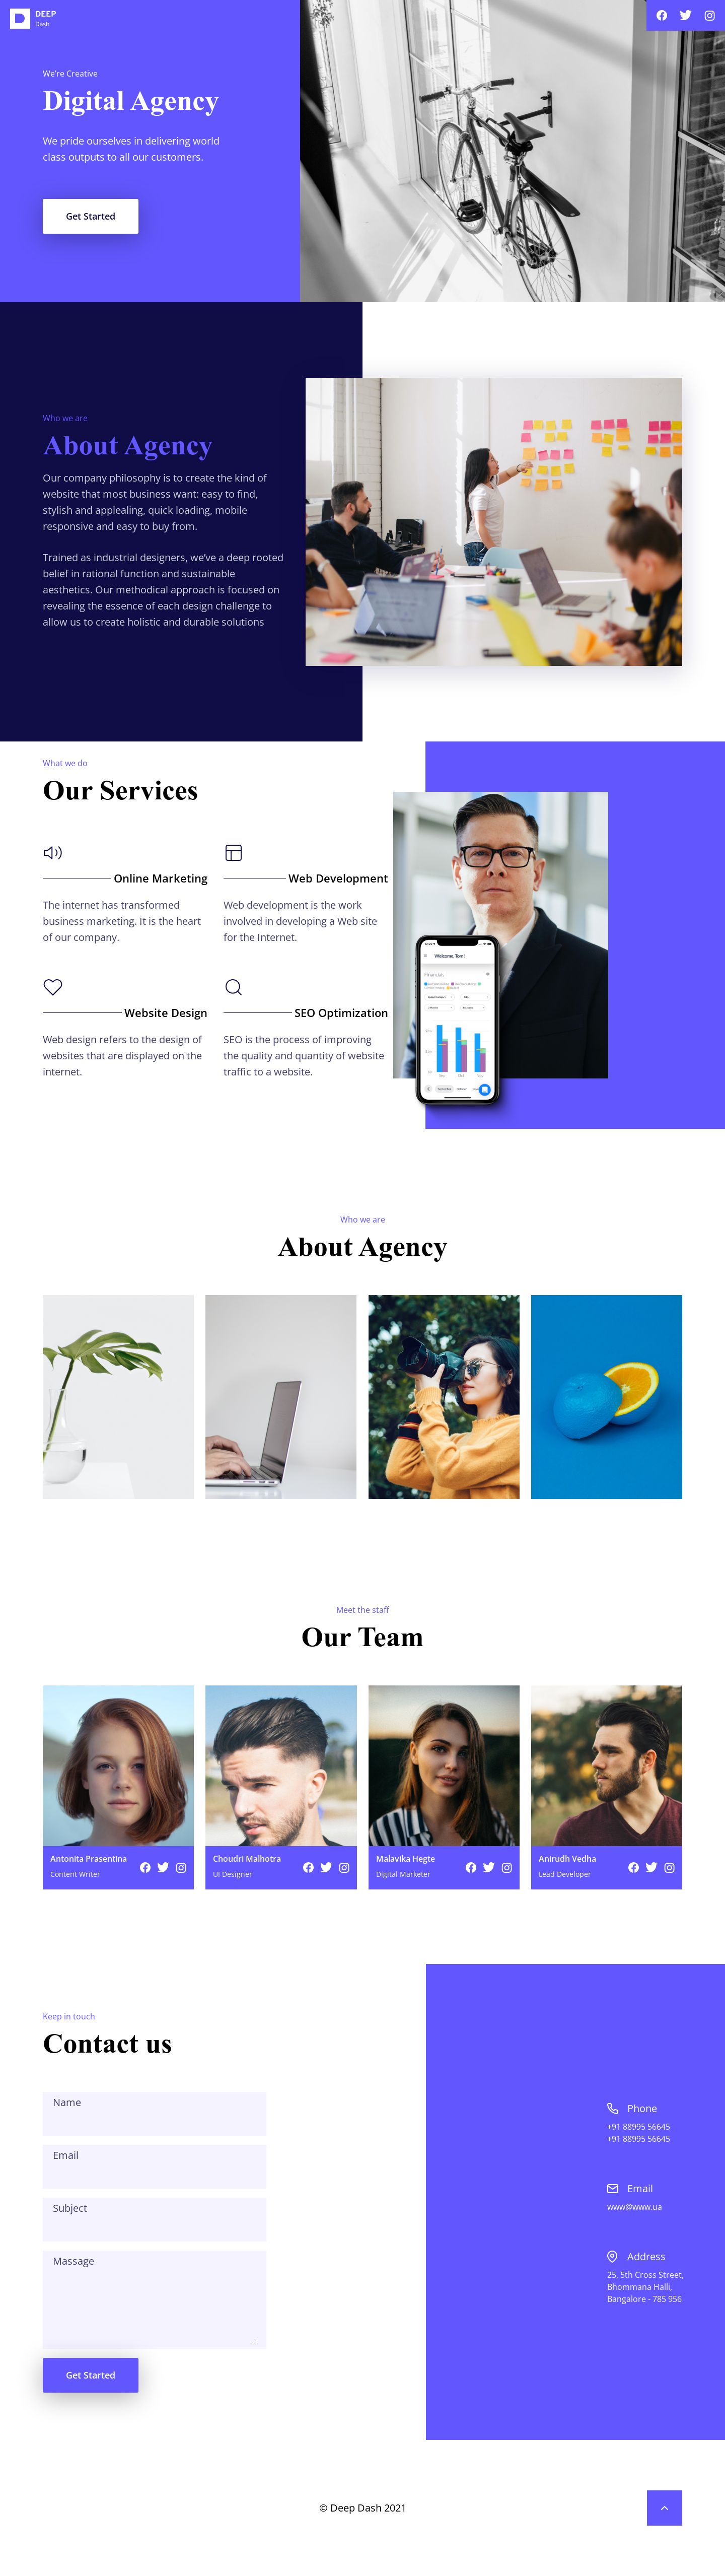 DEEP
Dash
We're Creative
Digital Agency
We pride ourselves in delivering world
class outputs to all our customers.
Get Started
Who we are
About Agency
Our company philosophy is to create the kind of
website that most business want: easy to find,
stylish and applealing, quick loading, mobile
responsive and easy to buy from.
Trained as industrial designers, we've a deep rooted
belief in rational function and sustainable
aesthetics. Our methodical approach is focused on
revealing the essence of each design challenge to
allow us to create holistic and durable solutions
What we do
Our Services
Online Marketing
The internet has transformed
business marketing. It is the heart
of our company.
Web Development
Web development is the work
involved in developing a Web site
for the Internet.
Website Design
Web design refers to the design of
websites that are displayed on the
internet.
SEO Optimization
SEO is the process of improving
the quality and quantity of website
traffic to a website.
Welcome, Tom!
Financials
Who we are
About Agency
Meet the staff
Our Team
Antonita Prasentina
Content Writer
Choudri Malhotra
UI Designer
Malavika Hegte
Digital Marketer
Anirudh Vedha
Lead Developer
Keep in touch
Contact us
Name
Email
Subject
Massage
Get Started
Phone
+91 88995 56645
+91 88995 56645
Email
www@www.ua
Address
25, 5th Cross Street,
Bhommana Halli,
Bangalore - 785 956
© Deep Dash 2021